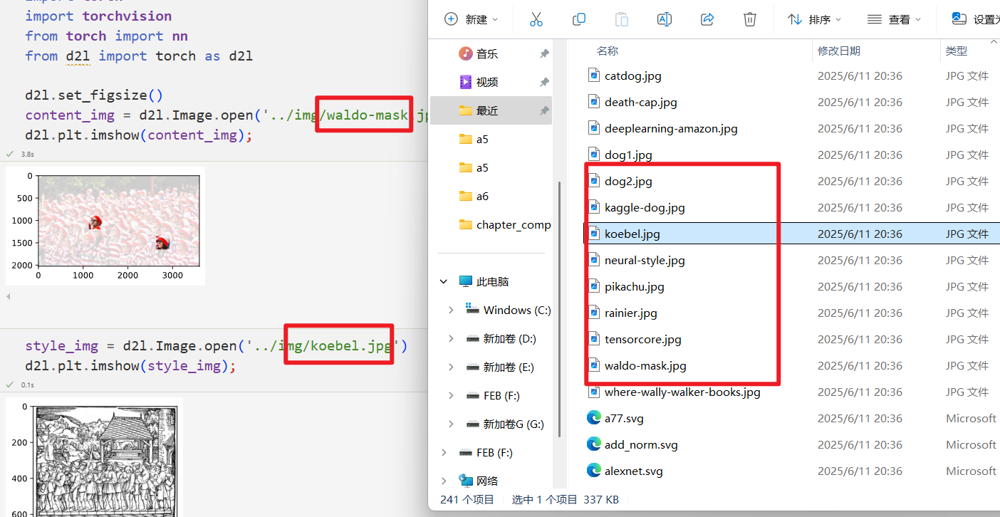 import torch
import torchvision
from torch import nn
from d2l import torch as d2l
d2l.set_figsize()
content_img = d2l.Image.open('../img/waldo-mask.jp
d2l.plt.imshow(content_img);
3.8s
0
500
1000
1500
2000
0 1000 2000 3000
style_img = d2l.Image.open('../img/koebel.jpg')
d2l.plt.imshow(style_img);
0.1s
0
200
400
600
新建 排序 查看 设置为
音乐
视频
最近
a5
a5
a6
chapter_comp
此电脑
Windows (C:)
新加卷 (D:)
新加卷 (E:)
FEB (F:)
新加卷G (G:)
FEB (F:)
网络
名称 修改日期 类型
catdog.jpg 2025/6/11 20:36 JPG 文件
death-cap.jpg 2025/6/11 20:36 JPG 文件
deeplearning-amazon.jpg 2025/6/11 20:36 JPG 文件
dog1.jpg 2025/6/11 20:36 JPG 文件
dog2.jpg 2025/6/11 20:36 JPG 文件
kaggle-dog.jpg 2025/6/11 20:36 JPG 文件
koebel.jpg 2025/6/11 20:36 JPG 文件
neural-style.jpg 2025/6/11 20:36 JPG 文件
pikachu.jpg 2025/6/11 20:36 JPG 文件
rainier.jpg 2025/6/11 20:36 JPG 文件
tensorcore.jpg 2025/6/11 20:36 JPG 文件
waldo-mask.jpg 2025/6/11 20:36 JPG 文件
where-wally-walker-books.jpg 2025/6/11 20:36 JPG 文件
a77.svg 2025/6/11 20:36 Microsoft
add_norm.svg 2025/6/11 20:36 Microsoft
alexnet.svg 2025/6/11 20:36 Microsoft
241 个项目 选中 1 个项目 337 KB